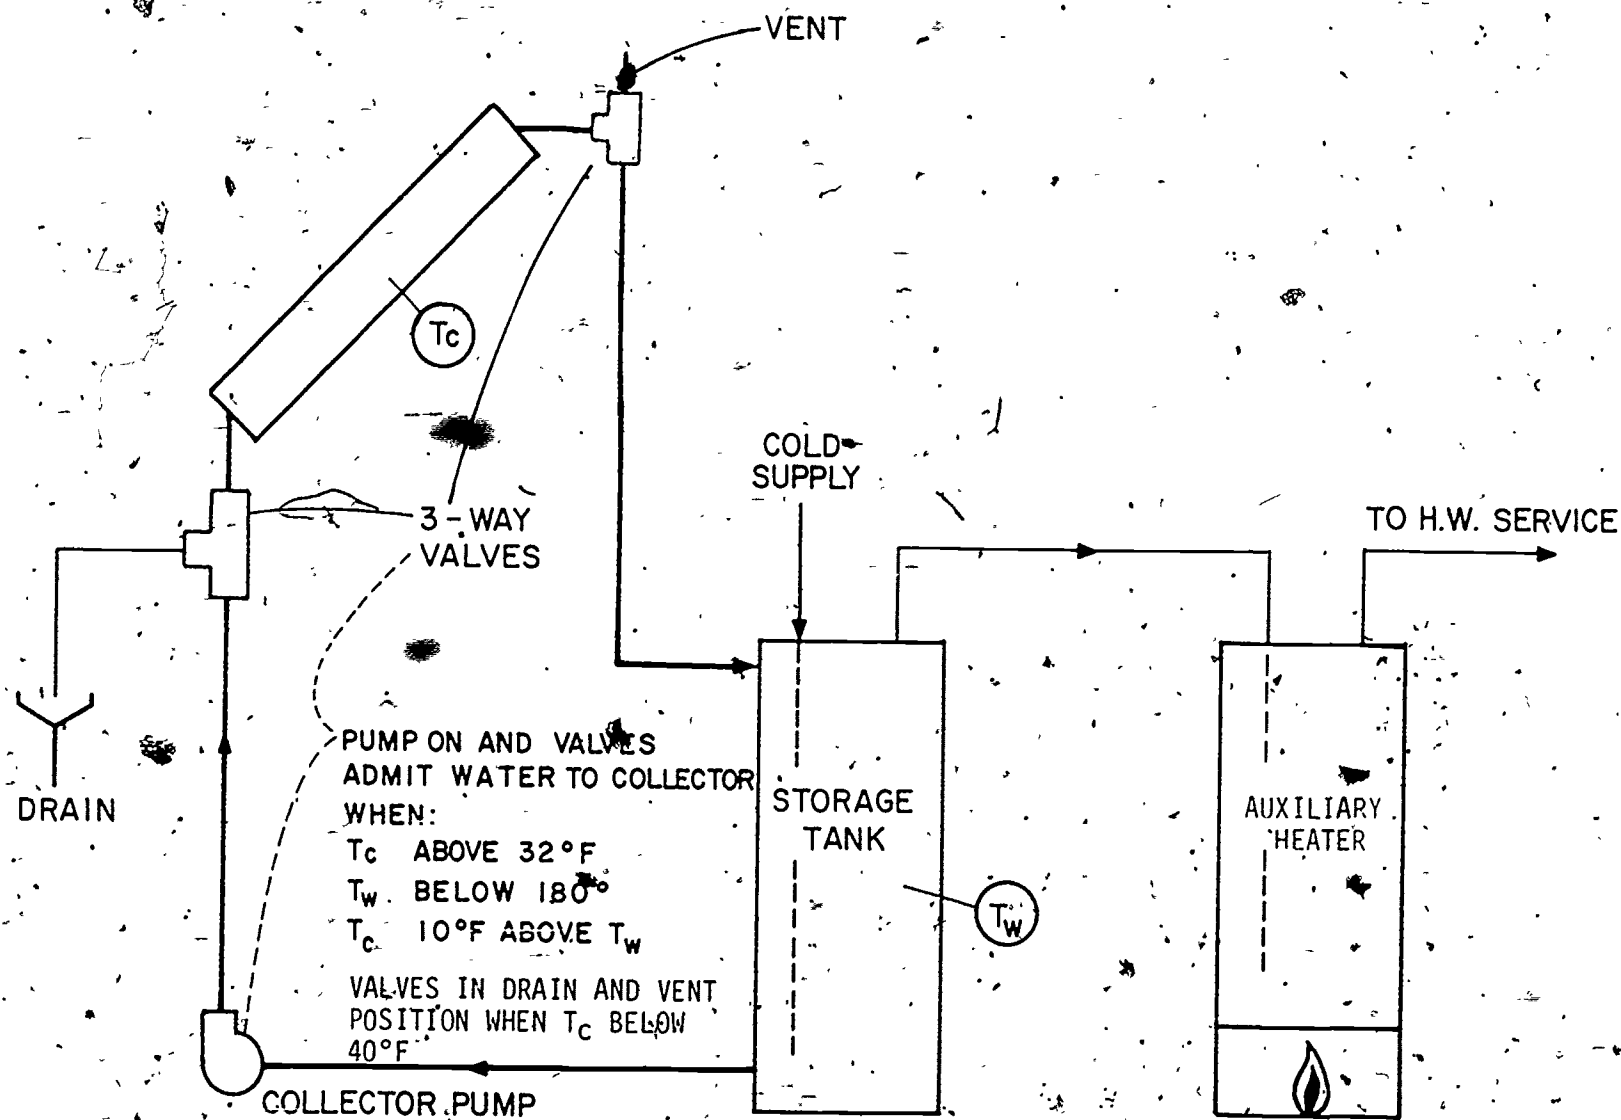 VENT
Tc
COLD
SUPPLY
3-WAY
VALVES
TO H.W. SERVICE
DRAIN
PUMP ON AND VALVES
ADMIT WATER TO COLLECTOR
WHEN:
Tc ABOVE 32°F
Tw BELOW 180°
Tc 10°F ABOVE Tw
VALVES IN DRAIN AND VENT
POSITION WHEN Tc BELOW
40°F
STORAGE
TANK
Tw
AUXILIARY
HEATER
COLLECTOR PUMP